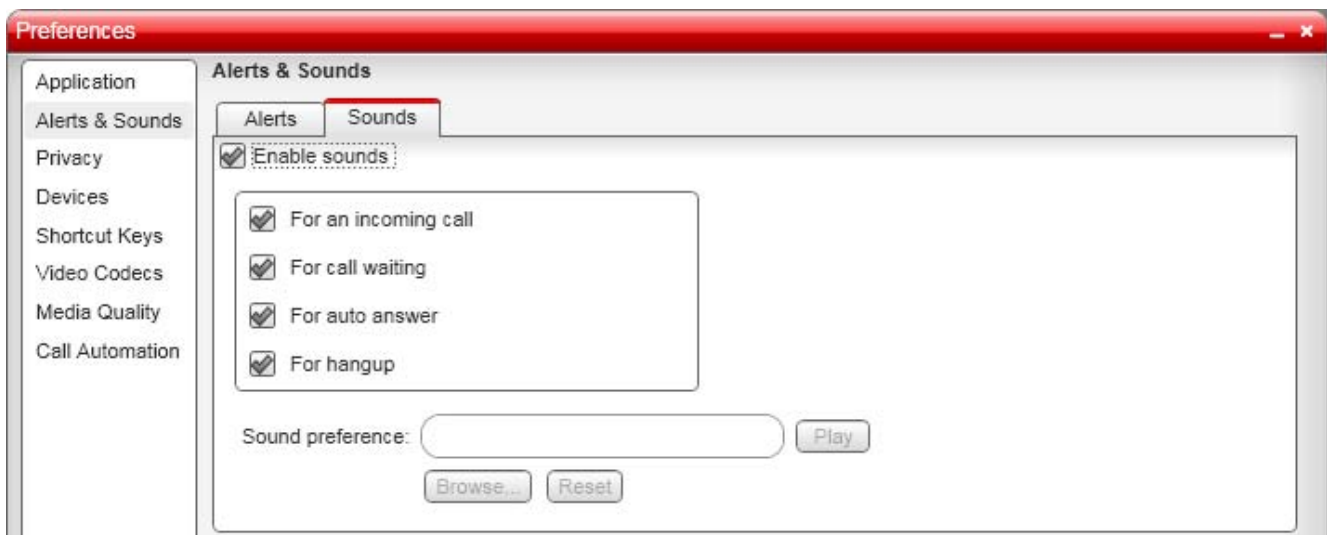 Preferences
Application
Alerts & Sounds
Privacy
Devices
Shortcut Keys
Video Codecs
Media Quality
Call Automation
Alerts & Sounds
Alerts
Sounds
Enable sounds
For an incoming call
For call waiting
For auto answer
For hangup
Sound preference:
Play
Browse...
Reset